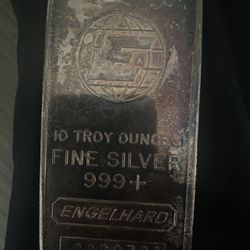 10 TROY OUNCES
FINE SILVER
999+
ENGELHARD